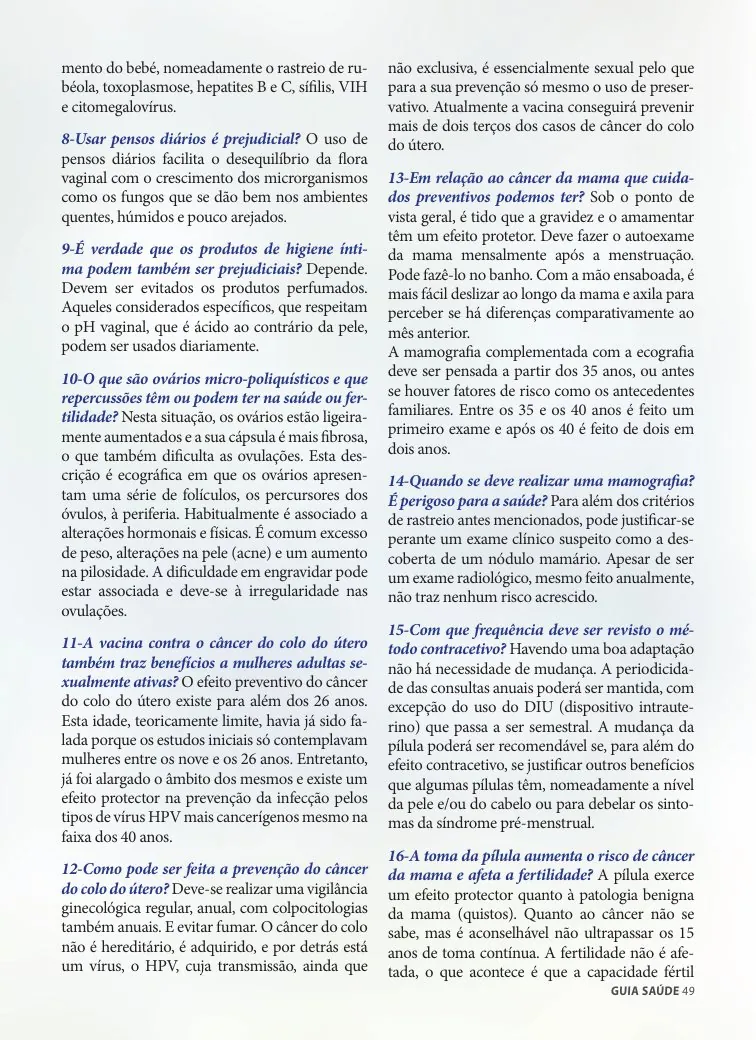 mento do bebé, nomeadamente o rastreio de ru-
béola, toxoplasmose, hepatites B e C, sífilis, VIH
e citomegalovírus.
8-Usar pensos diários é prejudicial? O uso de
pensos diários facilita o desequilíbrio da flora
vaginal com o crescimento dos microrganismos
como os fungos que se dão bem nos ambientes
quentes, húmidos e pouco arejados.
9-É verdade que os produtos de higiene ínti-
ma podem também ser prejudiciais? Depende.
Devem ser evitados os produtos perfumados.
Aqueles considerados específicos, que respeitam
o pH vaginal, que é ácido ao contrário da pele,
podem ser usados diariamente.
10-O que são ovários micro-poliquísticos e que
repercussões têm ou podem ter na saúde ou fer-
tilidade? Nesta situação, os ovários estão ligeira-
mente aumentados e a sua cápsula é mais fibrosa,
o que também dificulta as ovulações. Esta des-
crição é ecográfica em que os ovários apresen-
tam uma série de folículos, os percursores dos
óvulos, à periferia. Habitualmente é associado a
alterações hormonais e físicas. É comum excesso
de peso, alterações na pele (acne) e um aumento
na pilosidade. A dificuldade em engravidar pode
estar associada e deve-se à irregularidade nas
ovulações.
11-A vacina contra o câncer do colo do útero
também traz benefícios a mulheres adultas se-
xualmente ativas? O efeito preventivo do câncer
do colo do útero existe para além dos 26 anos.
Esta idade, teoricamente limite, havia já sido fa-
lada porque os estudos iniciais só contemplavam
mulheres entre os nove e os 26 anos. Entretanto,
já foi alargado o âmbito dos mesmos e existe um
efeito protector na prevenção da infecção pelos
tipos de vírus HPV mais cancerígenos mesmo na
faixa dos 40 anos.
12-Como pode ser feita a prevenção do câncer
do colo do útero? Deve-se realizar uma vigilância
ginecológica regular, anual, com colpocitologias
também anuais. E evitar fumar. O câncer do colo
não é hereditário, é adquirido, e por detrás está
um vírus, o HPV, cuja transmissão, ainda que
não exclusiva, é essencialmente sexual pelo que
para a sua prevenção só mesmo o uso de preser-
vativo. Atualmente a vacina conseguirá prevenir
mais de dois terços dos casos de câncer do colo
do útero.
13-Em relação ao câncer da mama que cuida-
dos preventivos podemos ter? Sob o ponto de
vista geral, é tido que a gravidez e o amamentar
têm um efeito protetor. Deve fazer o autoexame
da mama mensalmente após a menstruação.
Pode fazê-lo no banho. Com a mão ensaboada, é
mais fácil deslizar ao longo da mama e axila para
perceber se há diferenças comparativamente ao
mês anterior.
A mamografia complementada com a ecografia
deve ser pensada a partir dos 35 anos, ou antes
se houver fatores de risco como os antecedentes
familiares. Entre os 35 e os 40 anos é feito um
primeiro exame e após os 40 é feito de dois em
dois anos.
14-Quando se deve realizar uma mamografia?
É perigoso para a saúde? Para além dos critérios
de rastreio antes mencionados, pode justificar-se
perante um exame clínico suspeito como a des-
coberta de um nódulo mamário. Apesar de ser
um exame radiológico, mesmo feito anualmente,
não traz nenhum risco acrescido.
15-Com que frequência deve ser revisto o mé-
todo contracetivo? Havendo uma boa adaptação
não há necessidade de mudança. A periodicida-
de das consultas anuais poderá ser mantida, com
excepção do uso do DIU (dispositivo intraute-
rino) que passa a ser semestral. A mudança da
pílula poderá ser recomendável se, para além do
efeito contracetivo, se justificar outros benefícios
que algumas pílulas têm, nomeadamente a nível
da pele e/ou do cabelo ou para debelar os sinto-
mas da síndrome pré-menstrual.
16-A toma da pílula aumenta o risco de câncer
da mama e afeta a fertilidade? A pílula exerce
um efeito protector quanto à patologia benigna
da mama (quistos). Quanto ao câncer não se
sabe, mas é aconselhável não ultrapassar os 15
anos de toma contínua. A fertilidade não é afe-
tada, o que acontece é que a capacidade fértil
GUIA SAÚDE 49